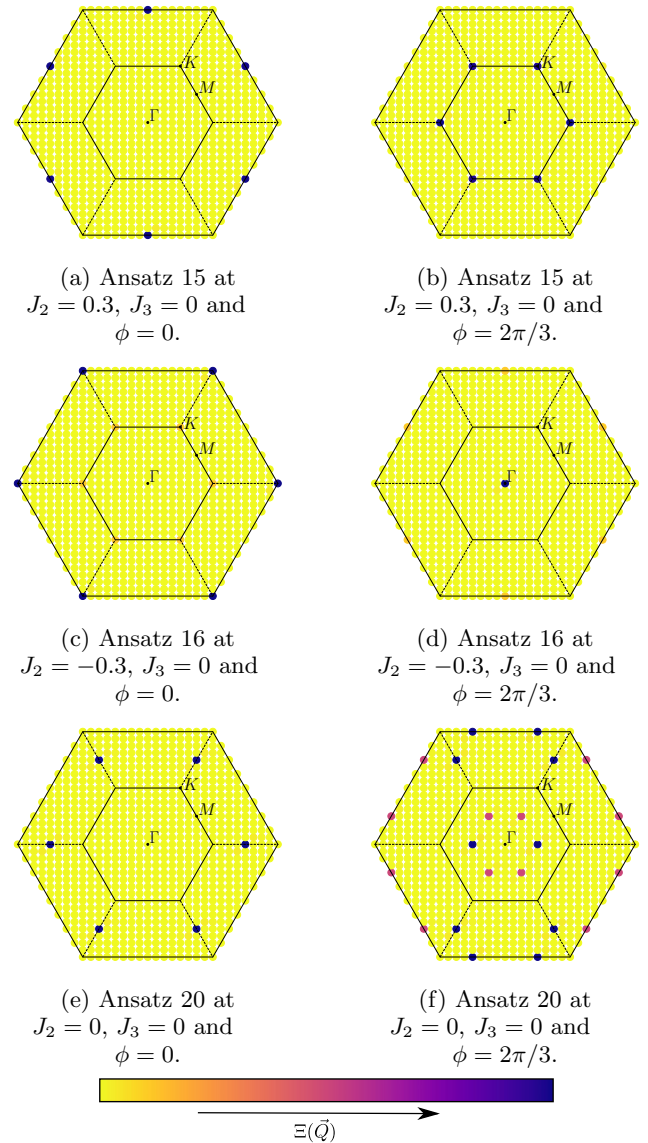 K
M
Γ
K
M
Γ
(a) Ansatz 15 at
J₂ = 0.3, J₃ = 0 and
ϕ = 0.
(b) Ansatz 15 at
J₂ = 0.3, J₃ = 0 and
ϕ = 2π/3.
K
M
Γ
K
M
Γ
(c) Ansatz 16 at
J₂ = −0.3, J₃ = 0 and
ϕ = 0.
(d) Ansatz 16 at
J₂ = −0.3, J₃ = 0 and
ϕ = 2π/3.
K
M
Γ
K
M
Γ
(e) Ansatz 20 at
J₂ = 0, J₃ = 0 and
ϕ = 0.
(f) Ansatz 20 at
J₂ = 0, J₃ = 0 and
ϕ = 2π/3.
Ξ(Q⃗)